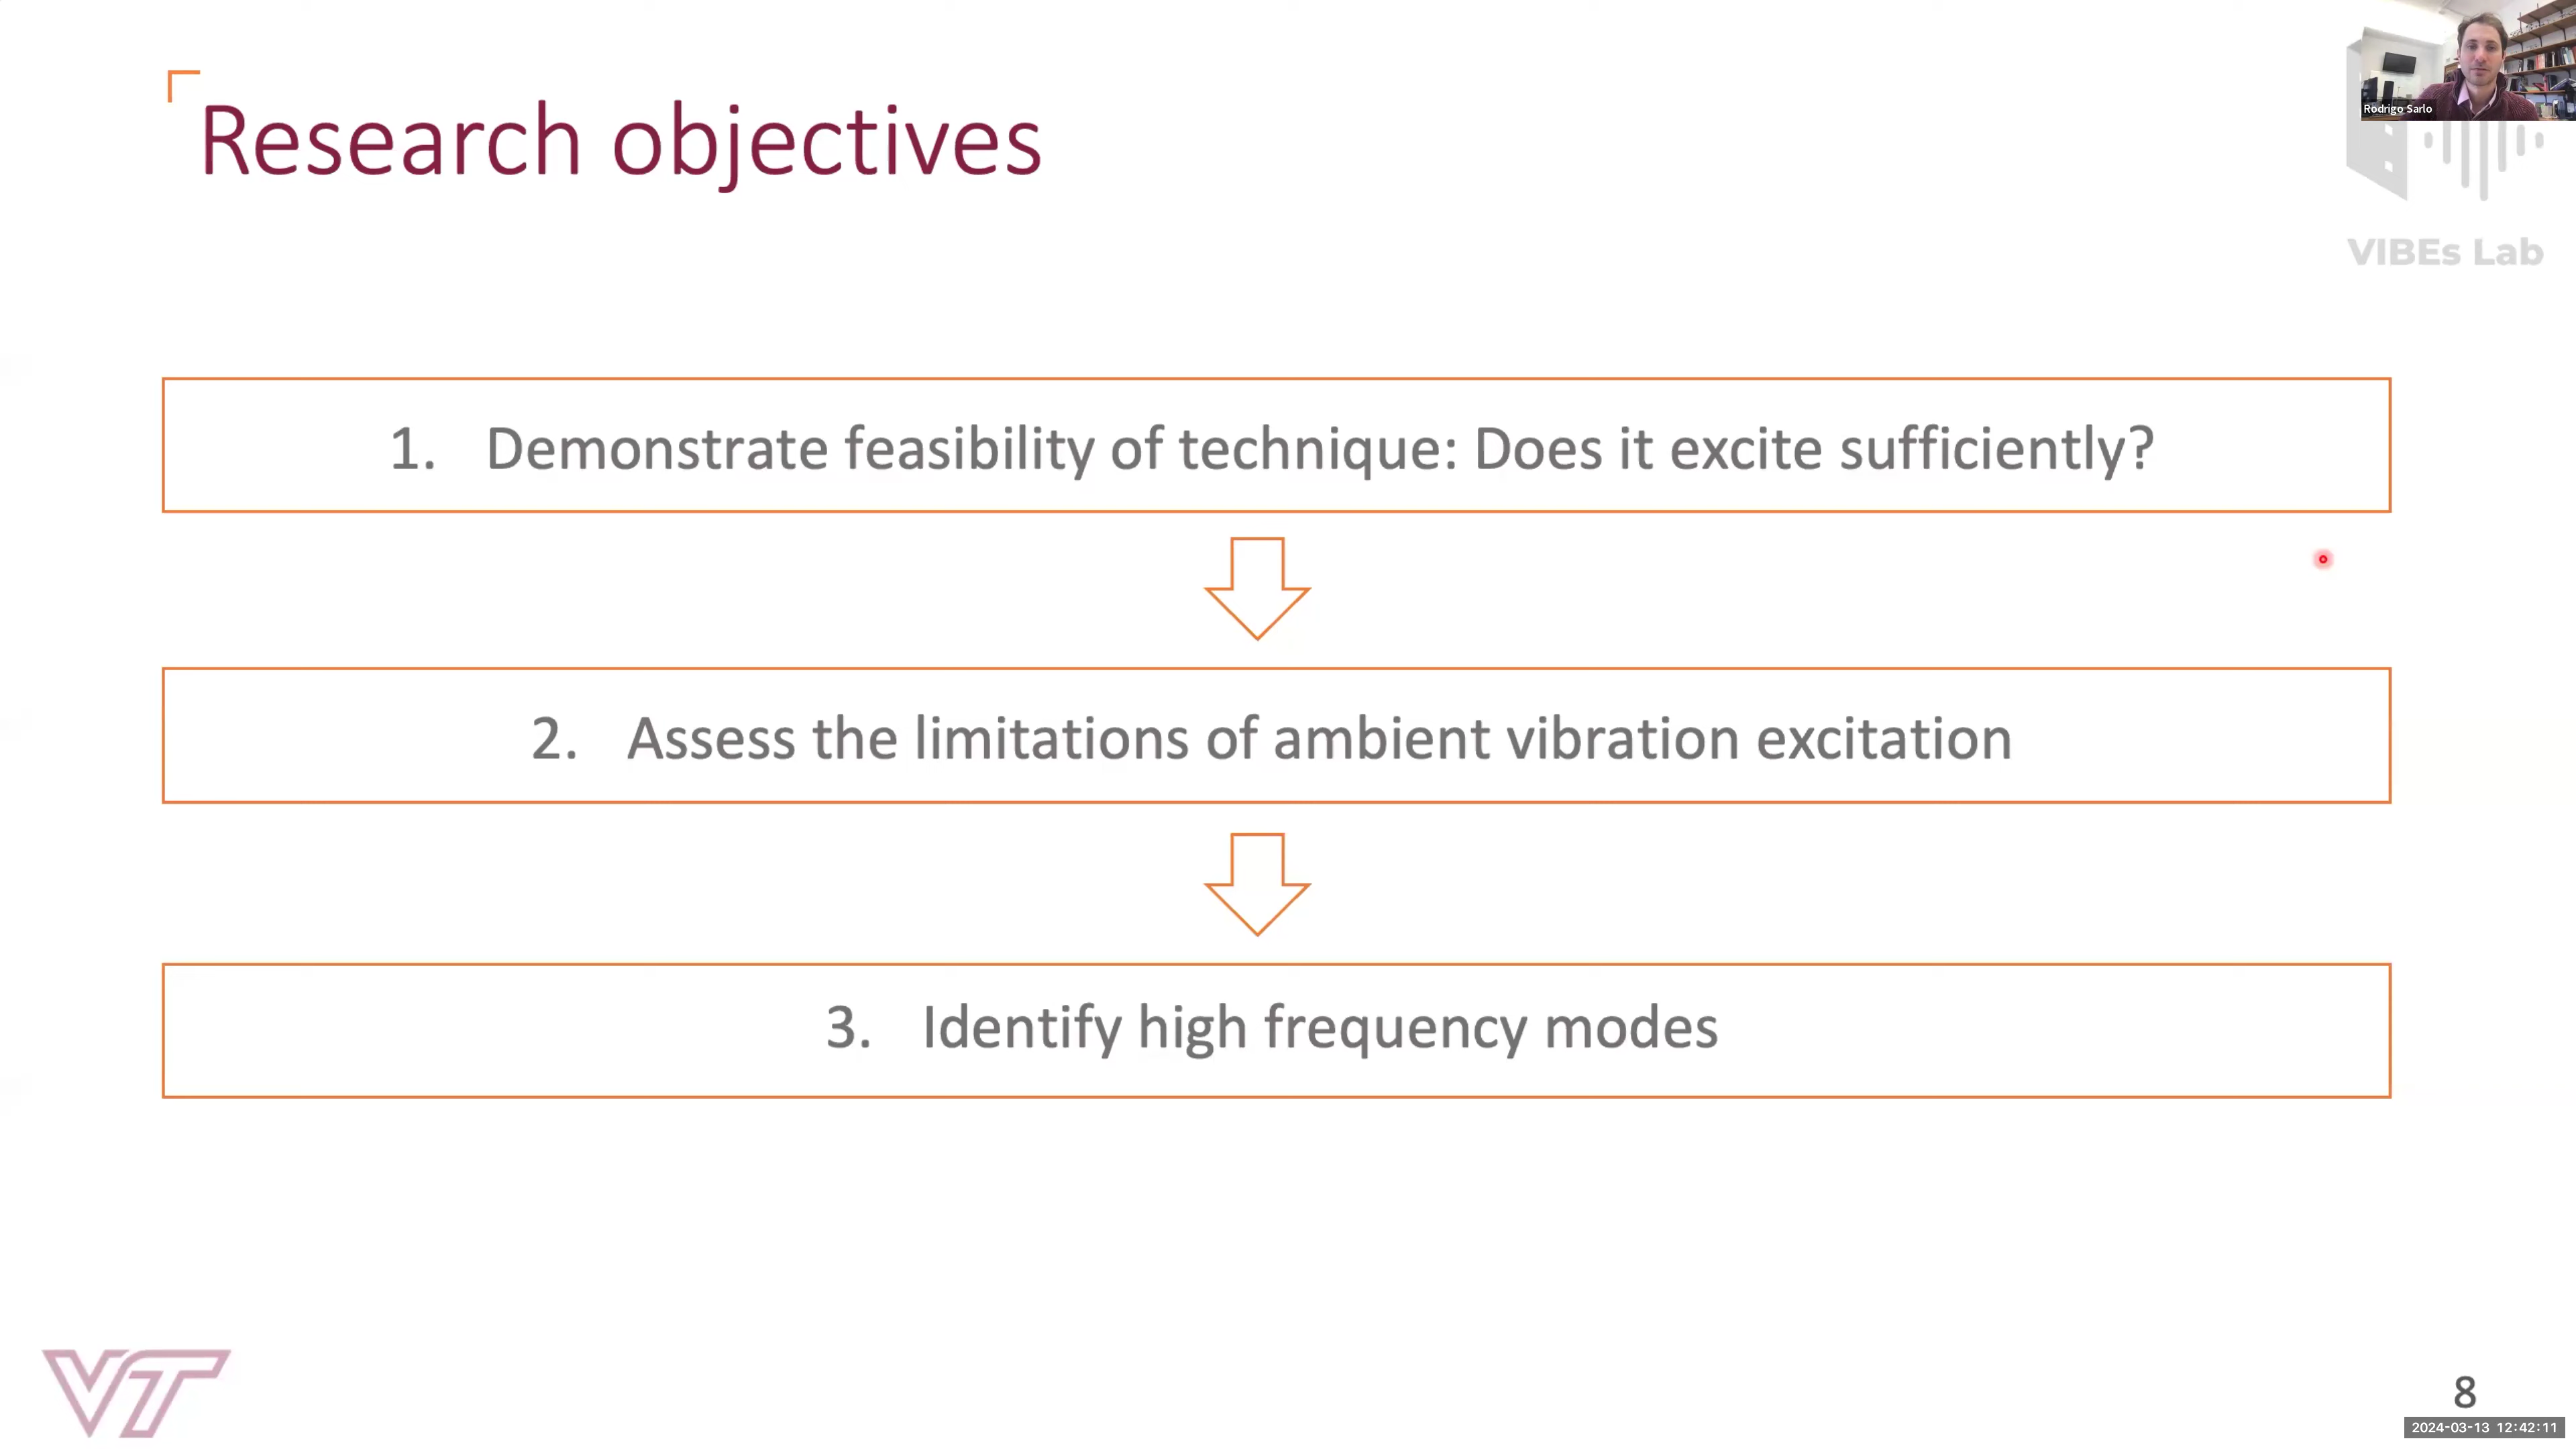 Research objectives
Rodrigo Sarlo
VIBEs Lab
1. Demonstrate feasibility of technique: Does it excite sufficiently?
2. Assess the limitations of ambient vibration excitation
3. Identify high frequency modes
VT
8
2024-03-13 12:42:11